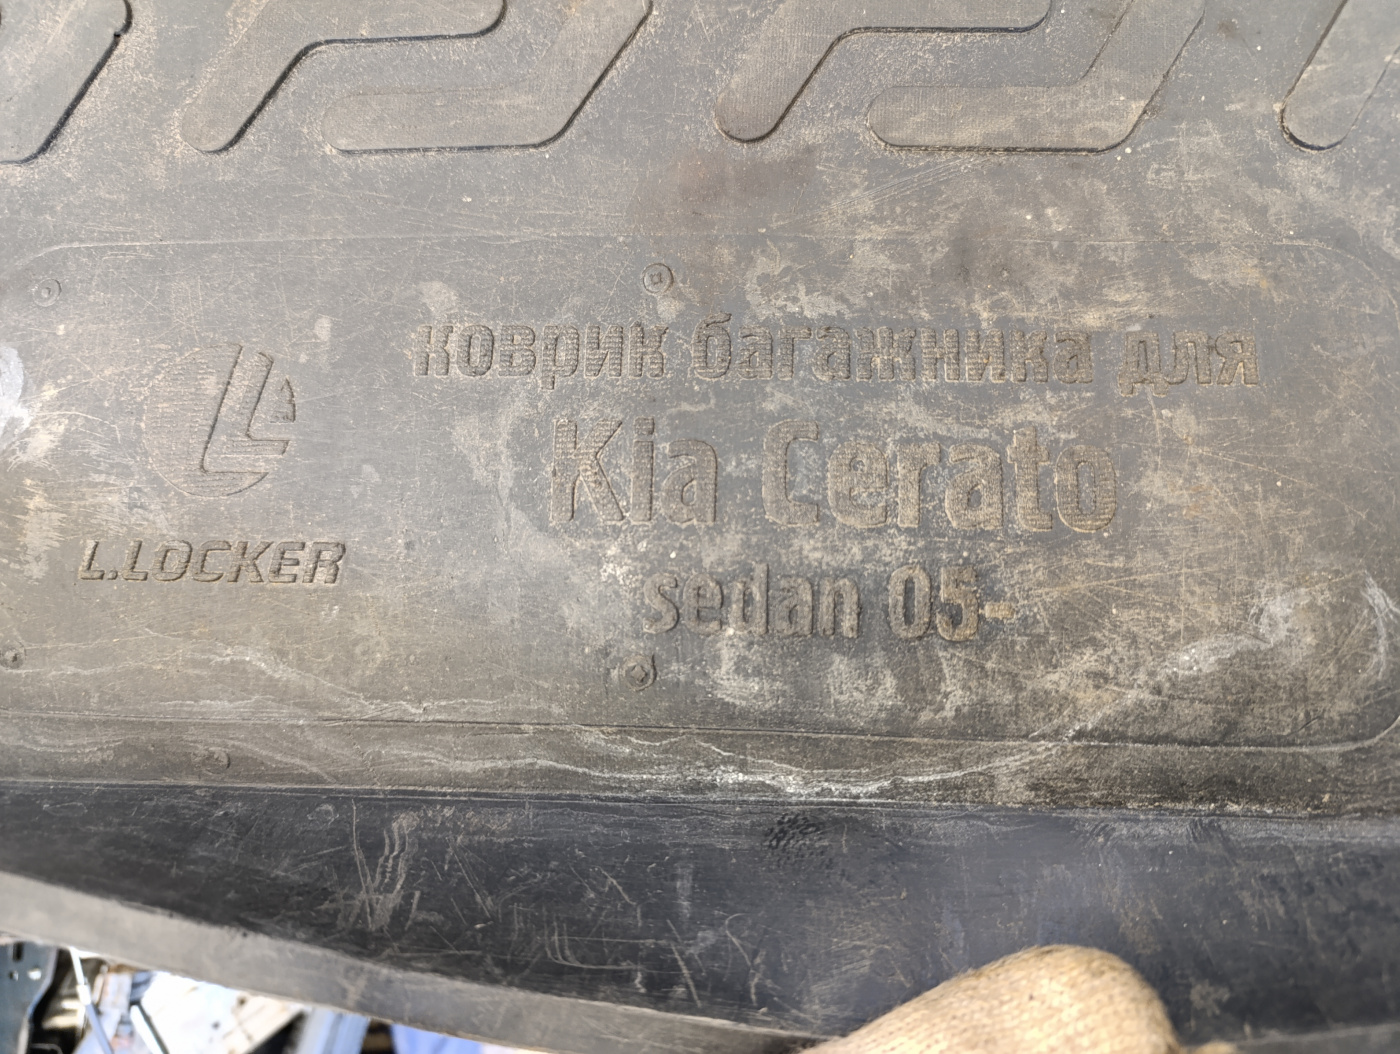 коврик багажника для
Kia Cerato
sedan 05-
L.LOCKER